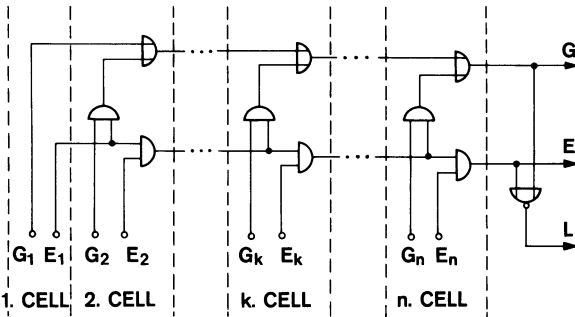 G
E
L
G₁ E₁ G₂ E₂ Gₖ Eₖ Gₙ Eₙ
1. CELL 2. CELL k. CELL n. CELL